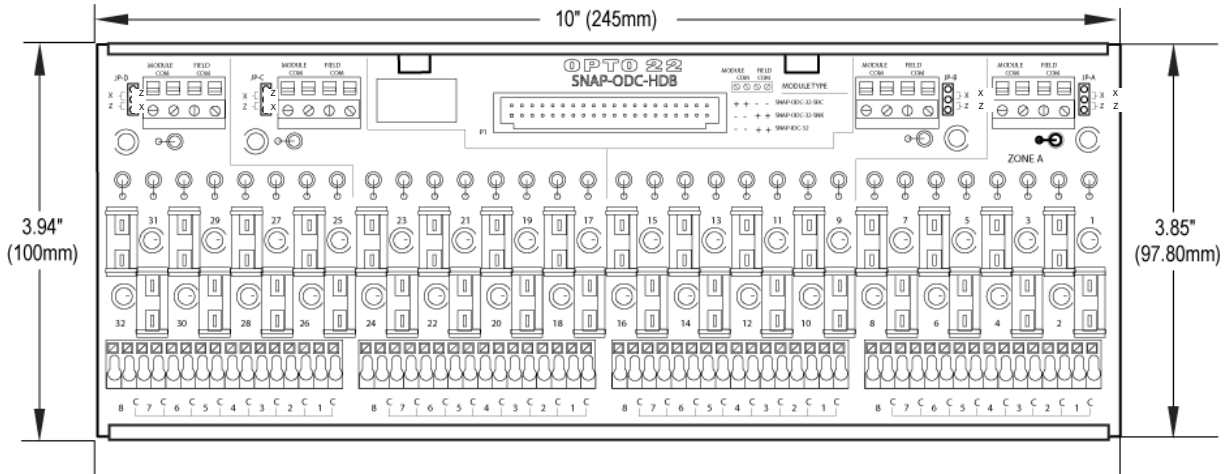 10" (245mm)
OPTO 22
SNAP-ODC-HDB
JP-D MODULE COM FIELD COM
X Z
Z X
JP-C MODULE COM FIELD COM
X Z
Z X
MODULE COM FIELD COM MODULE TYPE
+ + - - SNAP-ODC-32-SRC
- - + + SNAP-ODC-32-SNK
- - + + SNAP-IDC-32
P1
MODULE COM FIELD COM JP-B
X X
Z Z
MODULE COM FIELD COM JP-A
X X
Z Z
ZONE A
3.94"
(100mm)
3.85"
(97.80mm)
31 29 27 25 23 21 19 17 15 13 11 9 7 5 3 1
32 30 28 26 24 22 20 18 16 14 12 10 8 6 4 2
8 C 7 C 6 C 5 C 4 C 3 C 2 C 1 C 8 C 7 C 6 C 5 C 4 C 3 C 2 C 1 C 8 C 7 C 6 C 5 C 4 C 3 C 2 C 1 C 8 C 7 C 6 C 5 C 4 C 3 C 2 C 1 C